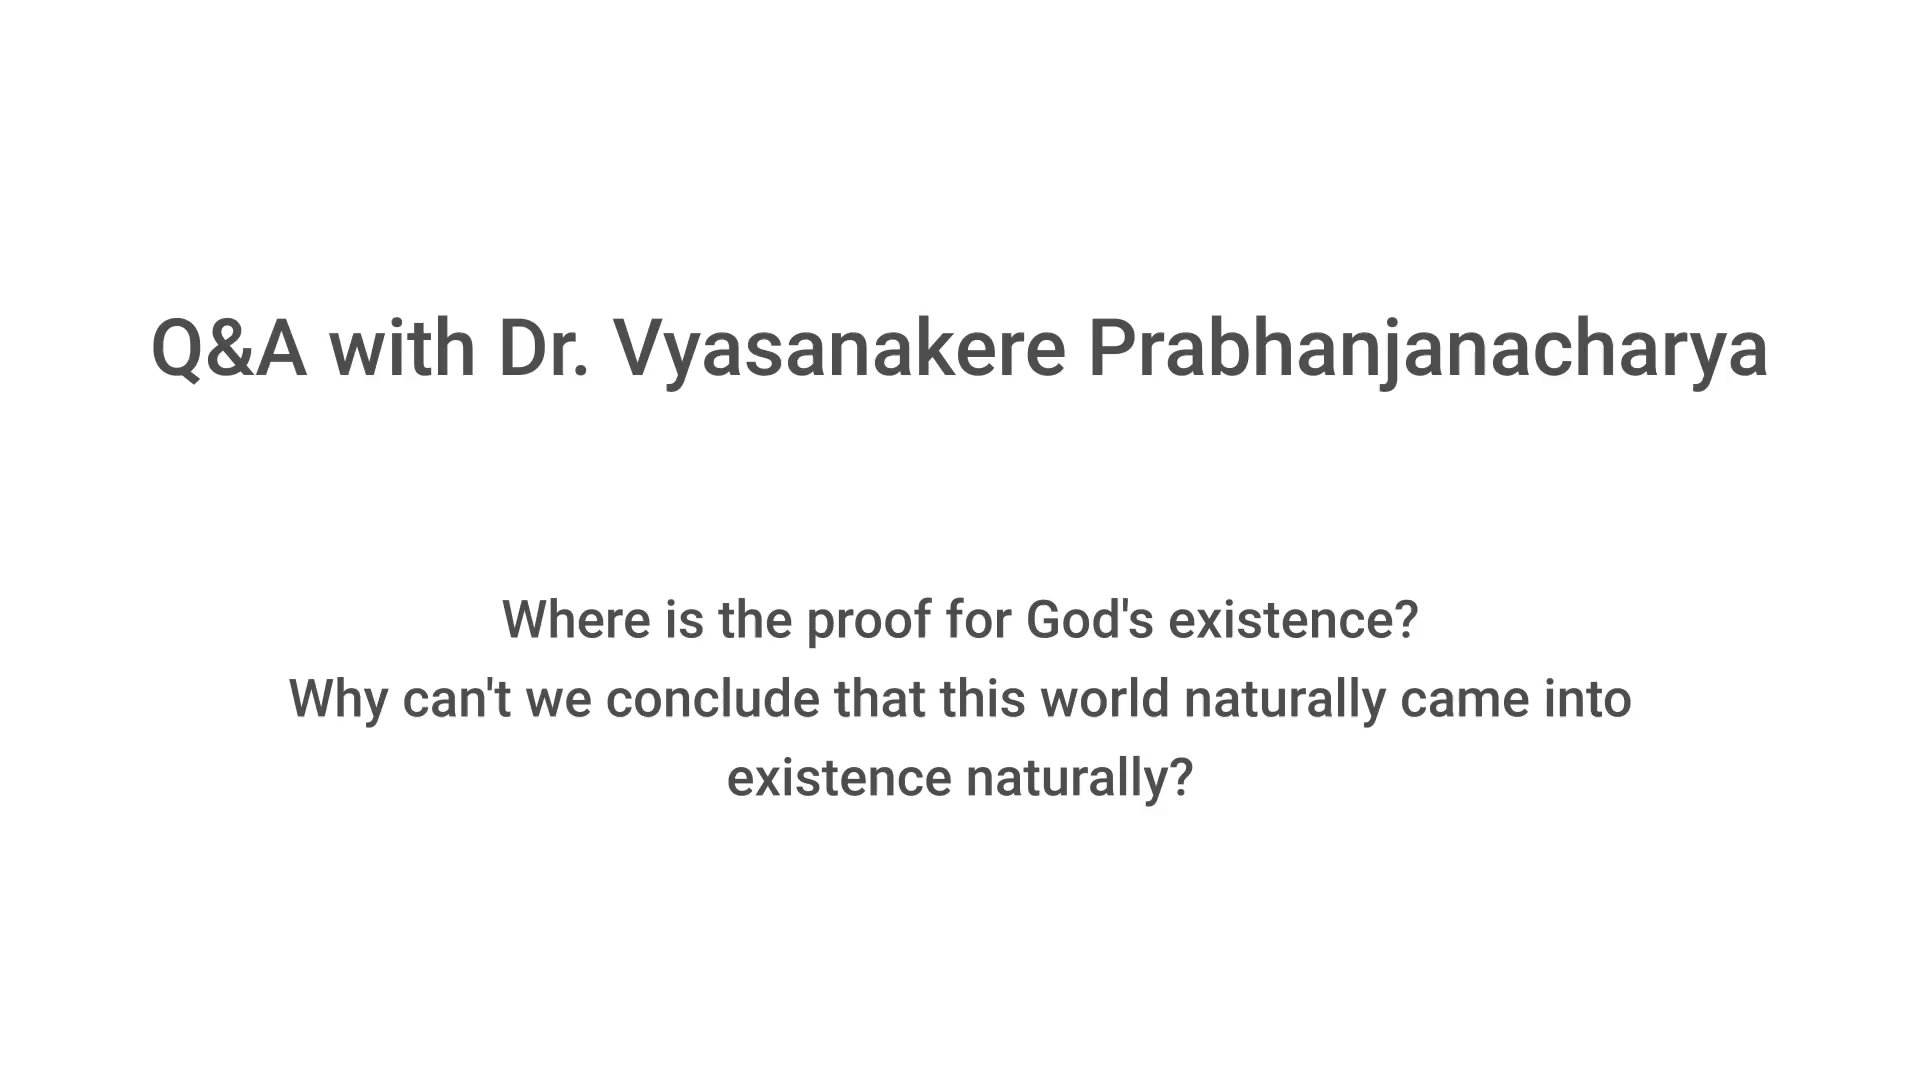 Q&A with Dr. Vyasanakere Prabhanjanacharya
Where is the proof for God's existence?
Why can't we conclude that this world naturally came into
existence naturally?